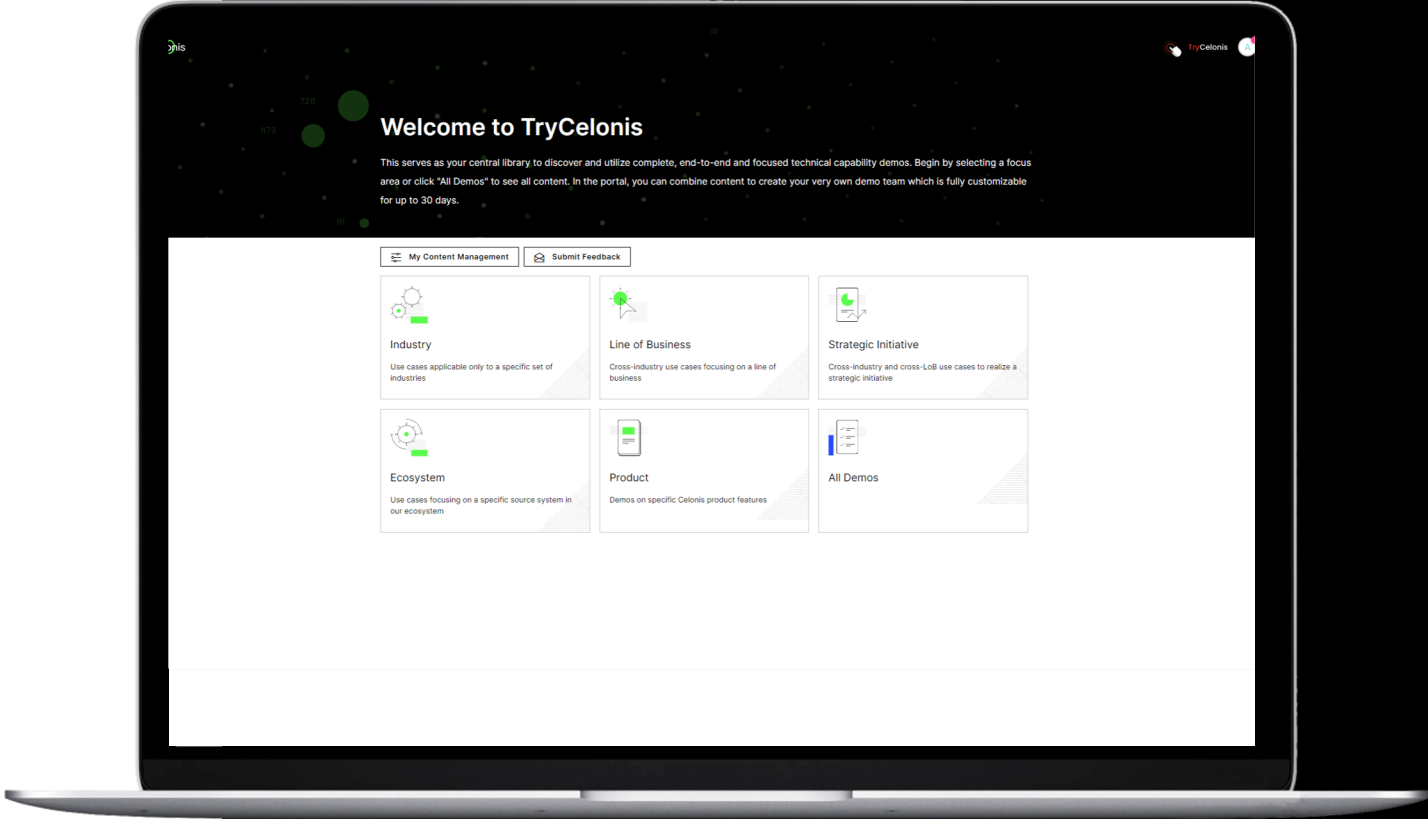 onis
TryCelonis
A
728
1173
Welcome to TryCelonis
This serves as your central library to discover and utilize complete, end-to-end and focused technical capability demos. Begin by selecting a focus
area or click "All Demos" to see all content. In the portal, you can combine content to create your very own demo team which is fully customizable
for up to 30 days.
91
My Content Management
Submit Feedback
Industry
Use cases applicable only to a specific set of
industries
Line of Business
Cross-industry use cases focusing on a line of
business
Strategic Initiative
Cross-industry and cross-LoB use cases to realize a
strategic initiative
Ecosystem
Use cases focusing on a specific source system in
our ecosystem
Product
Demos on specific Celonis product features
All Demos